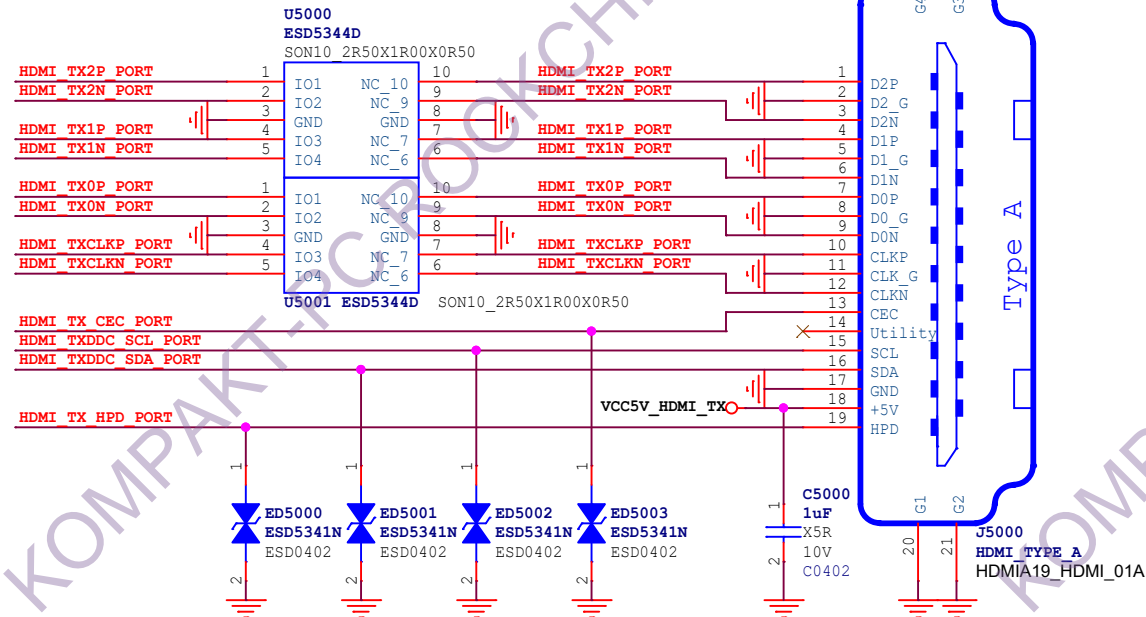 U5000
ESD5344D
SON10_2R50X1R00X0R50
G4 G3
HDMI_TX2P_PORT 1 IO1 NC_10 10 HDMI_TX2P_PORT 1 D2P
HDMI_TX2N_PORT 2 IO2 NC_9 9 HDMI_TX2N_PORT 2 D2_G
3 GND GND 8 3 D2N
HDMI_TX1P_PORT 4 IO3 NC_7 7 HDMI_TX1P_PORT 4 D1P
HDMI_TX1N_PORT 5 IO4 NC_6 6 HDMI_TX1N_PORT 5 D1_G
6 D1N
HDMI_TX0P_PORT 1 IO1 NC_10 10 HDMI_TX0P_PORT 7 D0P
HDMI_TX0N_PORT 2 IO2 NC_9 9 HDMI_TX0N_PORT 8 D0_G
3 GND GND 8 9 D0N
HDMI_TXCLKP_PORT 4 IO3 NC_7 7 HDMI_TXCLKP_PORT 10 CLKP
HDMI_TXCLKN_PORT 5 IO4 NC_6 6 HDMI_TXCLKN_PORT 11 CLK_G
12 CLKN
U5001 ESD5344D SON10_2R50X1R00X0R50
13 CEC
HDMI_TX_CEC_PORT 14 Utility
HDMI_TXDDC_SCL_PORT 15 SCL
HDMI_TXDDC_SDA_PORT 16 SDA
17 GND
VCC5V_HDMI_TX 18 +5V
HDMI_TX_HPD_PORT 19 HPD
Type A
1 1 1 1 1
ED5000 ED5001 ED5002 ED5003
ESD5341N ESD5341N ESD5341N ESD5341N
ESD0402 ESD0402 ESD0402 ESD0402
2 2 2 2 2
C5000
1uF
X5R
10V
C0402
G1 G2
20 21
J5000
HDMI_TYPE_A
HDMIA19_HDMI_01A
KOMPAKT-PC ROCKCH
KOMP